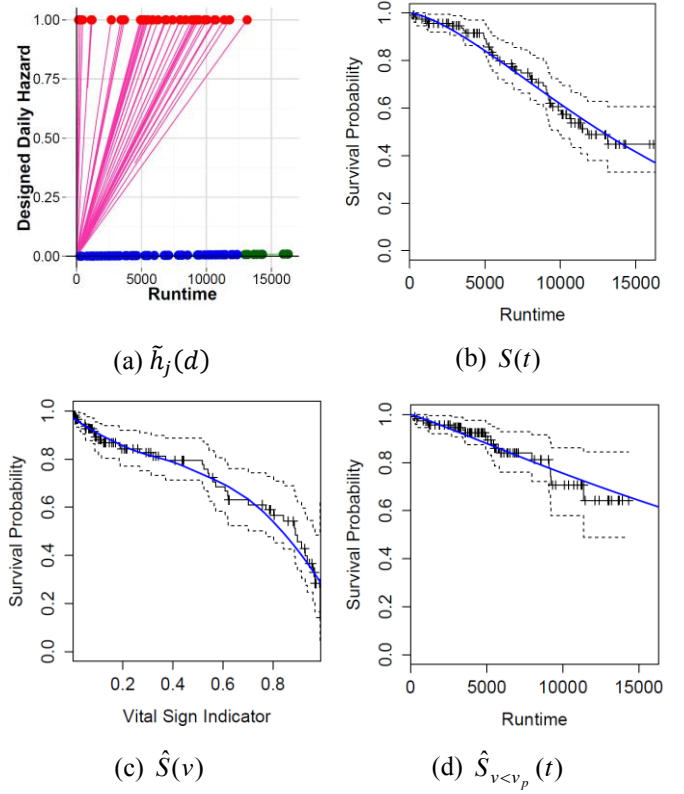 Designed Daily Hazard
1.00
0.75
0.50
0.25
0.00
0
5000
10000
15000
Runtime
(a) h̃ⱼ(d)
Survival Probability
1.0
0.8
0.6
0.4
0.2
0.0
0 5000 10000 15000
Runtime
(b) S(t)
Survival Probability
1.0
0.8
0.6
0.4
0.2
0.0
0.2 0.4 0.6 0.8
Vital Sign Indicator
(c) Ŝ(v)
Survival Probability
1.0
0.8
0.6
0.4
0.2
0.0
0 5000 10000 15000
Runtime
(d) Ŝ_{v<v_p}(t)